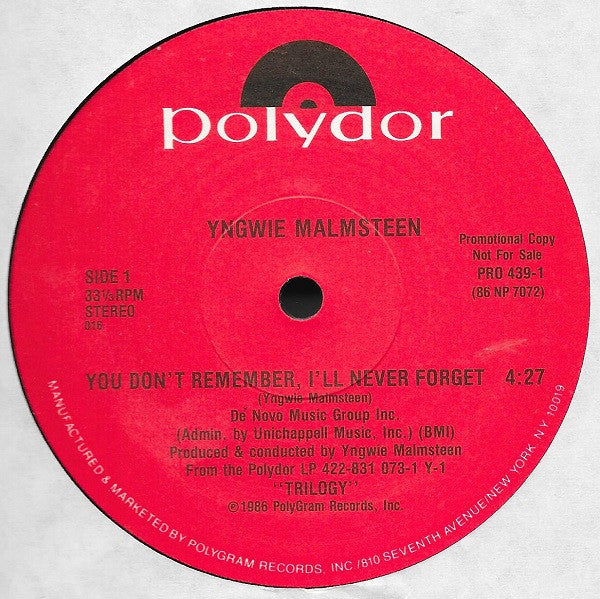 polydor
YNGWIE MALMSTEEN
Promotional Copy
Not For Sale
PRO 439-1
(86 NP 7072)
SIDE 1
33⅓ RPM
STEREO
016
YOU DON'T REMEMBER, I'LL NEVER FORGET 4:27
(Yngwie Malmsteen)
De Novo Music Group Inc.
(Admin. by Unichappell Music, Inc.) (BMI)
Produced & conducted by Yngwie Malmsteen
From the Polydor LP 422-831 073-1 Y-1
"TRILOGY"
℗1986 PolyGram Records, Inc.
MANUFACTURED & MARKETED BY POLYGRAM RECORDS, INC /810 SEVENTH AVENUE/NEW YORK, N Y 10019